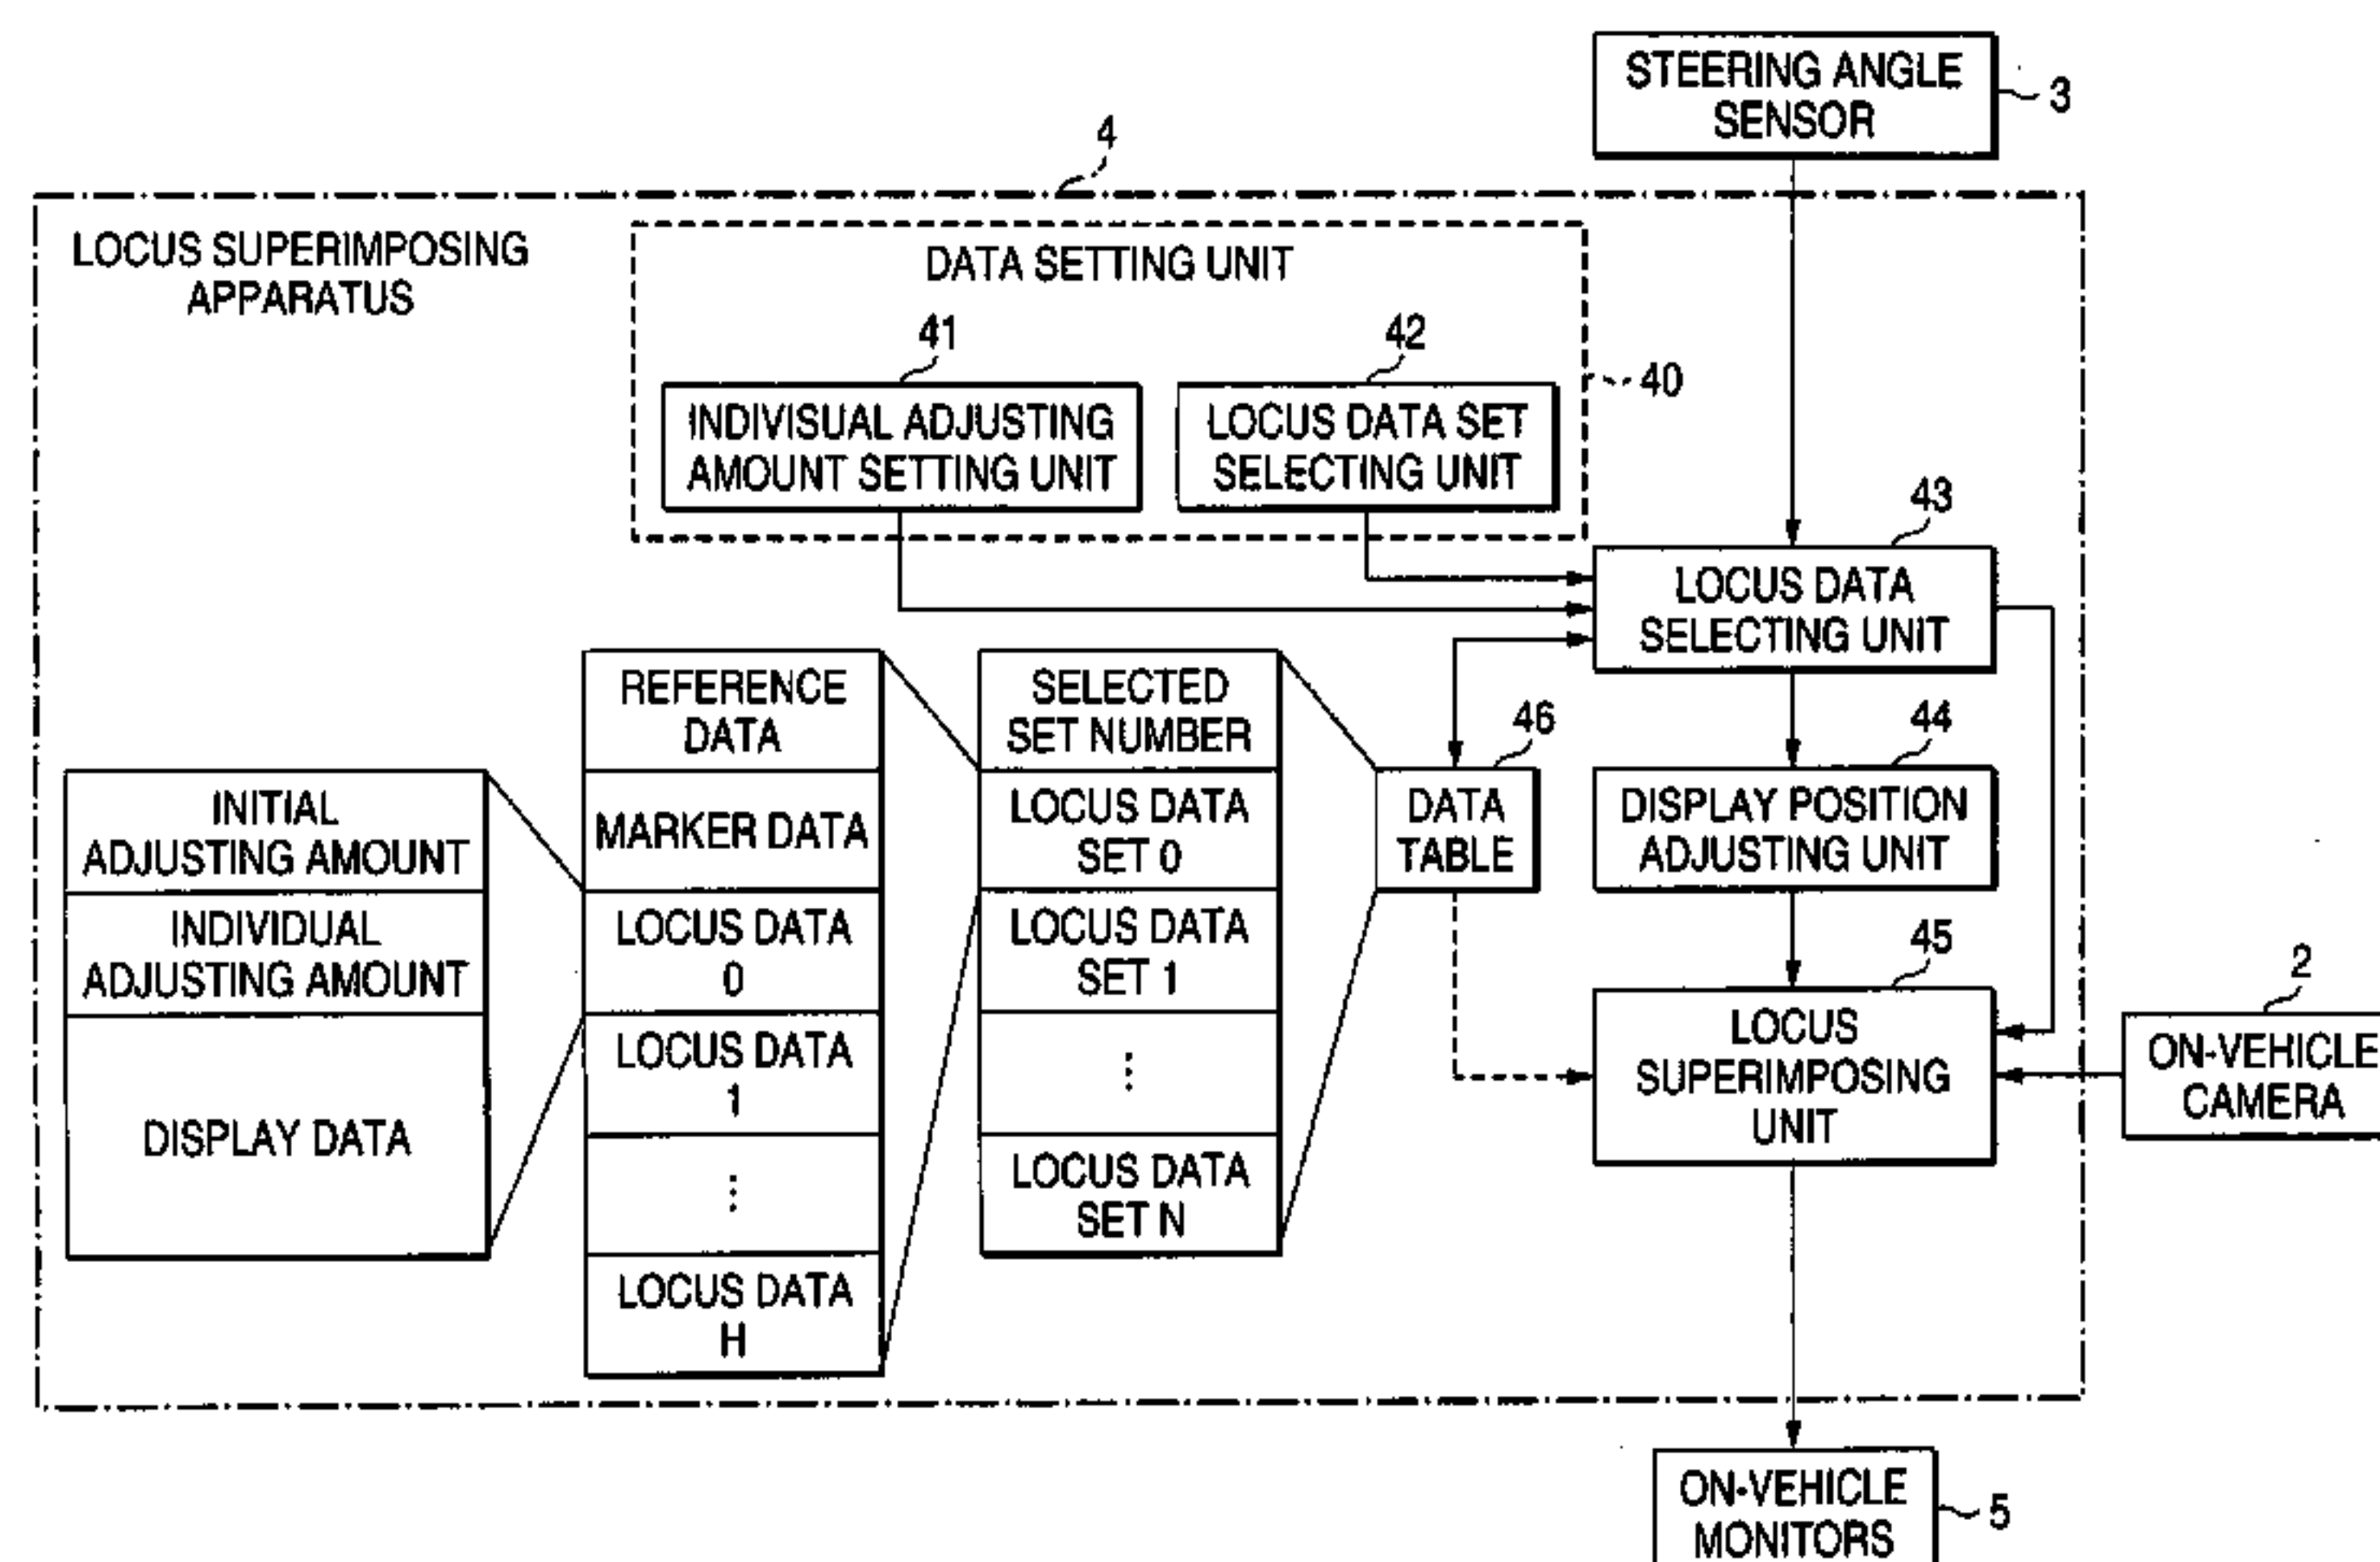 STEERING ANGLE
SENSOR
3
4
LOCUS SUPERIMPOSING
APPARATUS
DATA SETTING UNIT
41
42
40
INDIVISUAL ADJUSTING
AMOUNT SETTING UNIT
LOCUS DATA SET
SELECTING UNIT
43
LOCUS DATA
SELECTING UNIT
REFERENCE
DATA
MARKER DATA
LOCUS DATA
0
LOCUS DATA
1
⋮
LOCUS DATA
H
SELECTED
SET NUMBER
LOCUS DATA
SET 0
LOCUS DATA
SET 1
⋮
LOCUS DATA
SET N
46
DATA
TABLE
44
DISPLAY POSITION
ADJUSTING UNIT
INITIAL
ADJUSTING AMOUNT
INDIVIDUAL
ADJUSTING AMOUNT
DISPLAY DATA
45
LOCUS
SUPERIMPOSING
UNIT
2
ON-VEHICLE
CAMERA
ON-VEHICLE
MONITORS
5